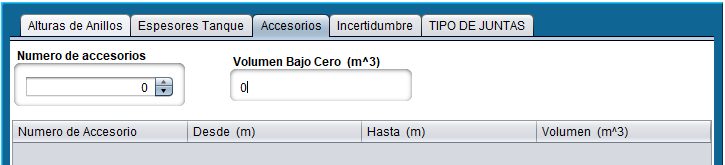 Alturas de Anillos Espesores Tanque Accesorios Incertidumbre TIPO DE JUNTAS
Numero de accesorios
0
Volumen Bajo Cero (m^3)
0
Numero de Accesorio Desde (m) Hasta (m) Volumen (m^3)